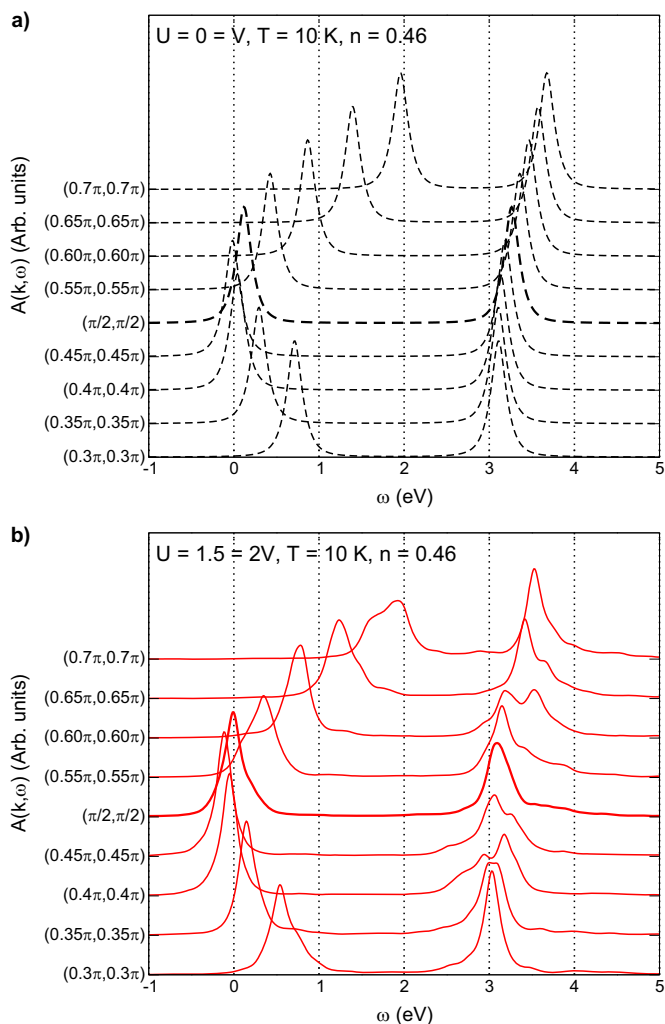 a)
U = 0 = V, T = 10 K, n = 0.46
A(k,ω) (Arb. units)
(0.7π,0.7π)
(0.65π,0.65π)
(0.60π,0.60π)
(0.55π,0.55π)
(π/2,π/2)
(0.45π,0.45π)
(0.4π,0.4π)
(0.35π,0.35π)
(0.3π,0.3π)
-1 0 1 2 3 4 5
ω (eV)
b)
U = 1.5 = 2V, T = 10 K, n = 0.46
A(k,ω) (Arb. units)
(0.7π,0.7π)
(0.65π,0.65π)
(0.60π,0.60π)
(0.55π,0.55π)
(π/2,π/2)
(0.45π,0.45π)
(0.4π,0.4π)
(0.35π,0.35π)
(0.3π,0.3π)
-1 0 1 2 3 4 5
ω (eV)